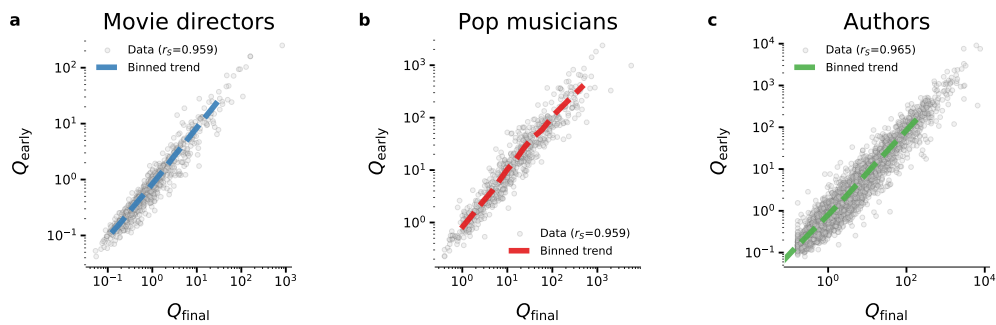 a
Movie directors
Data (r_S=0.959)
Binned trend
10²
10¹
10⁰
10⁻¹
Q_early
10⁻¹ 10⁰ 10¹ 10² 10³
Q_final
b
Pop musicians
10³
10²
10¹
10⁰
Q_early
Data (r_S=0.959)
Binned trend
10⁰ 10¹ 10² 10³
Q_final
c
Authors
Data (r_S=0.965)
Binned trend
10⁴
10³
10²
10¹
10⁰
10⁻¹
Q_early
10⁰ 10² 10⁴
Q_final